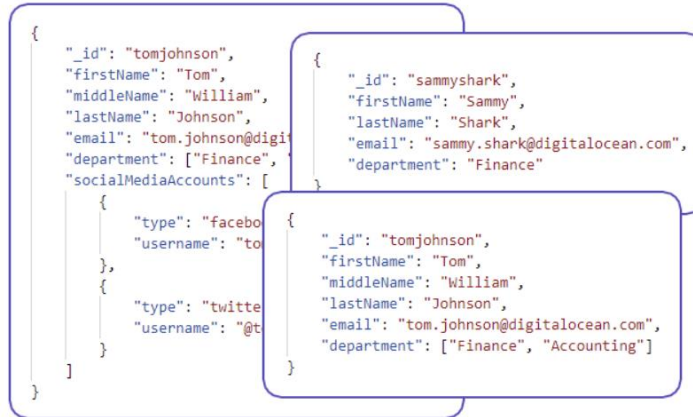 {
"_id": "tomjohnson",
"firstName": "Tom",
"middleName": "William",
"lastName": "Johnson",
"email": "tom.johnson@digit
"department": ["Finance",
"socialMediaAccounts": [
{
"type": "facebo
"username": "to
},
{
"type": "twitte
"username": "@t
}
]
}
{
"_id": "sammyshark",
"firstName": "Sammy",
"lastName": "Shark",
"email": "sammy.shark@digitalocean.com",
"department": "Finance"
}
{
"_id": "tomjohnson",
"firstName": "Tom",
"middleName": "William",
"lastName": "Johnson",
"email": "tom.johnson@digitalocean.com",
"department": ["Finance", "Accounting"]
}